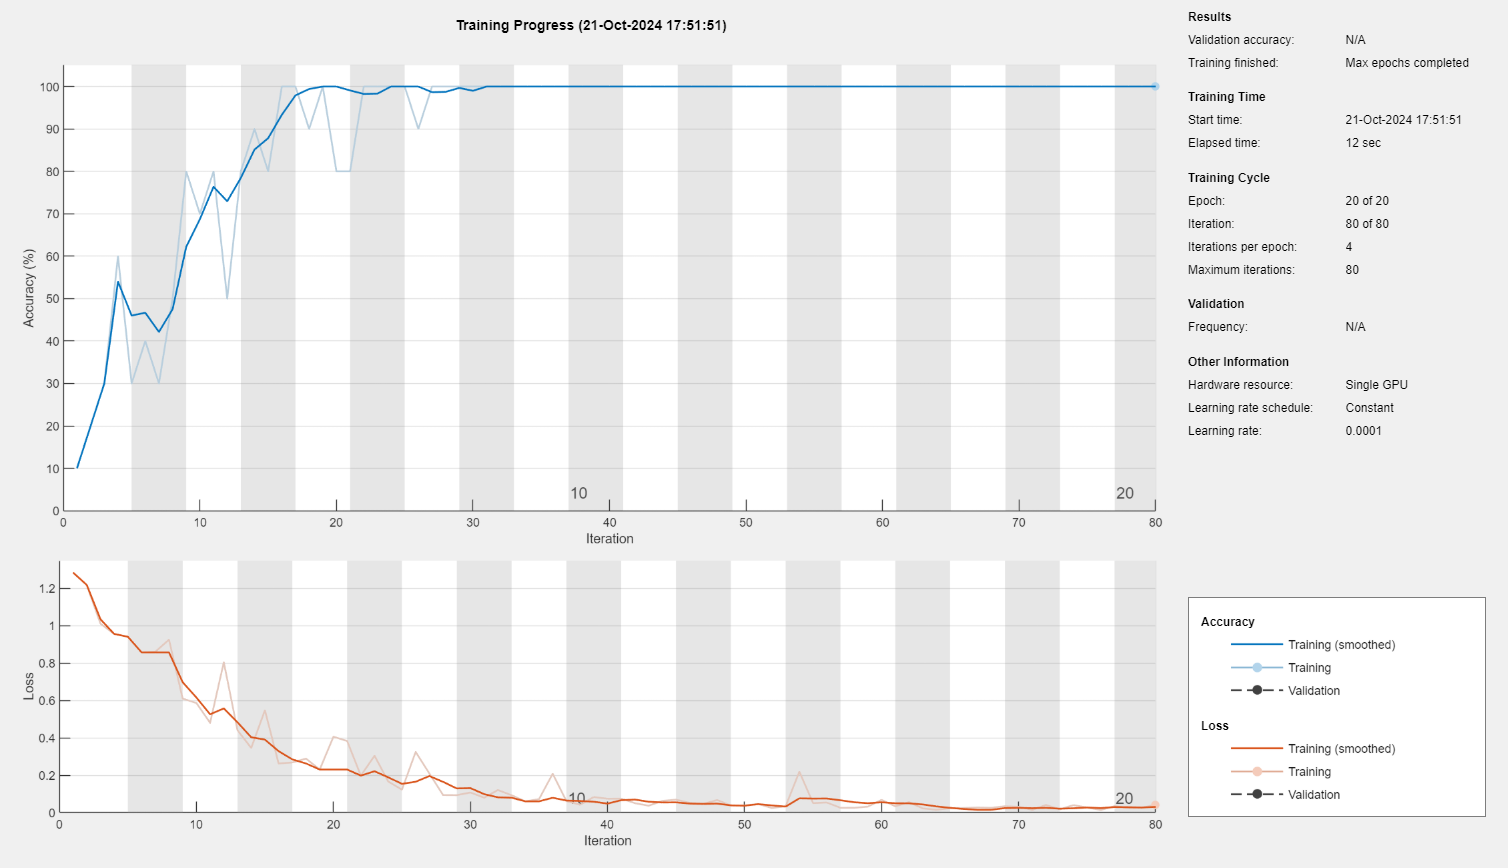 Training Progress (21-Oct-2024 17:51:51)
100
90
80
70
60
50
40
30
20
10
0
Accuracy (%)
10
20
0 10 20 30 40 50 60 70 80
Iteration
1.2
1
0.8
0.6
0.4
0.2
0
Loss
10
20
0 10 20 30 40 50 60 70 80
Iteration
Results
Validation accuracy: N/A
Training finished: Max epochs completed
Training Time
Start time: 21-Oct-2024 17:51:51
Elapsed time: 12 sec
Training Cycle
Epoch: 20 of 20
Iteration: 80 of 80
Iterations per epoch: 4
Maximum iterations: 80
Validation
Frequency: N/A
Other Information
Hardware resource: Single GPU
Learning rate schedule: Constant
Learning rate: 0.0001
Accuracy
Training (smoothed)
Training
Validation
Loss
Training (smoothed)
Training
Validation